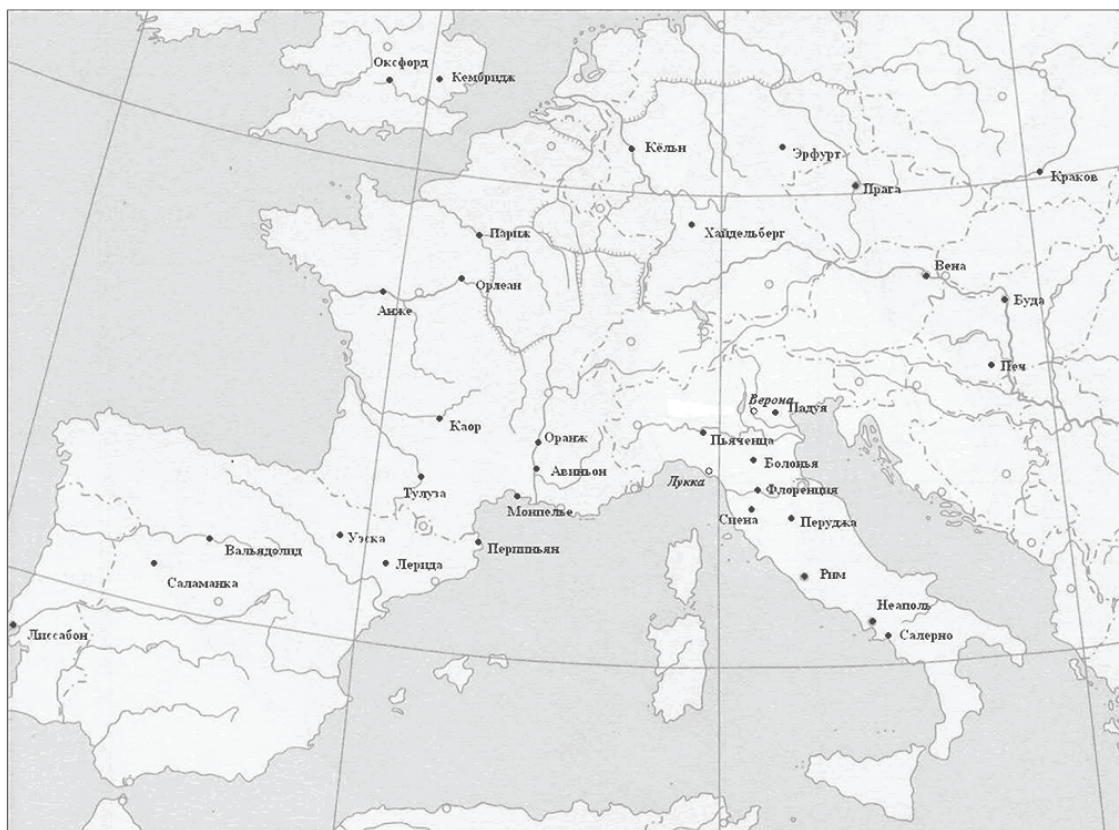 Оксфорд
Кембридж
Кёльн
Эрфурт
Прага
Краков
Париж
Хайдельберг
Вена
Орлеан
Анже
Буда
Печ
Верона
Падуя
Каор
Пьяченца
Оранж
Болонья
Авиньон
Лукка
Тулуза
Флоренция
Монпелье
Сиена
Перуджа
Уэска
Вальядолид
Перпиньян
Лерида
Саламанка
Рим
Неаполь
Лиссабон
Салерно